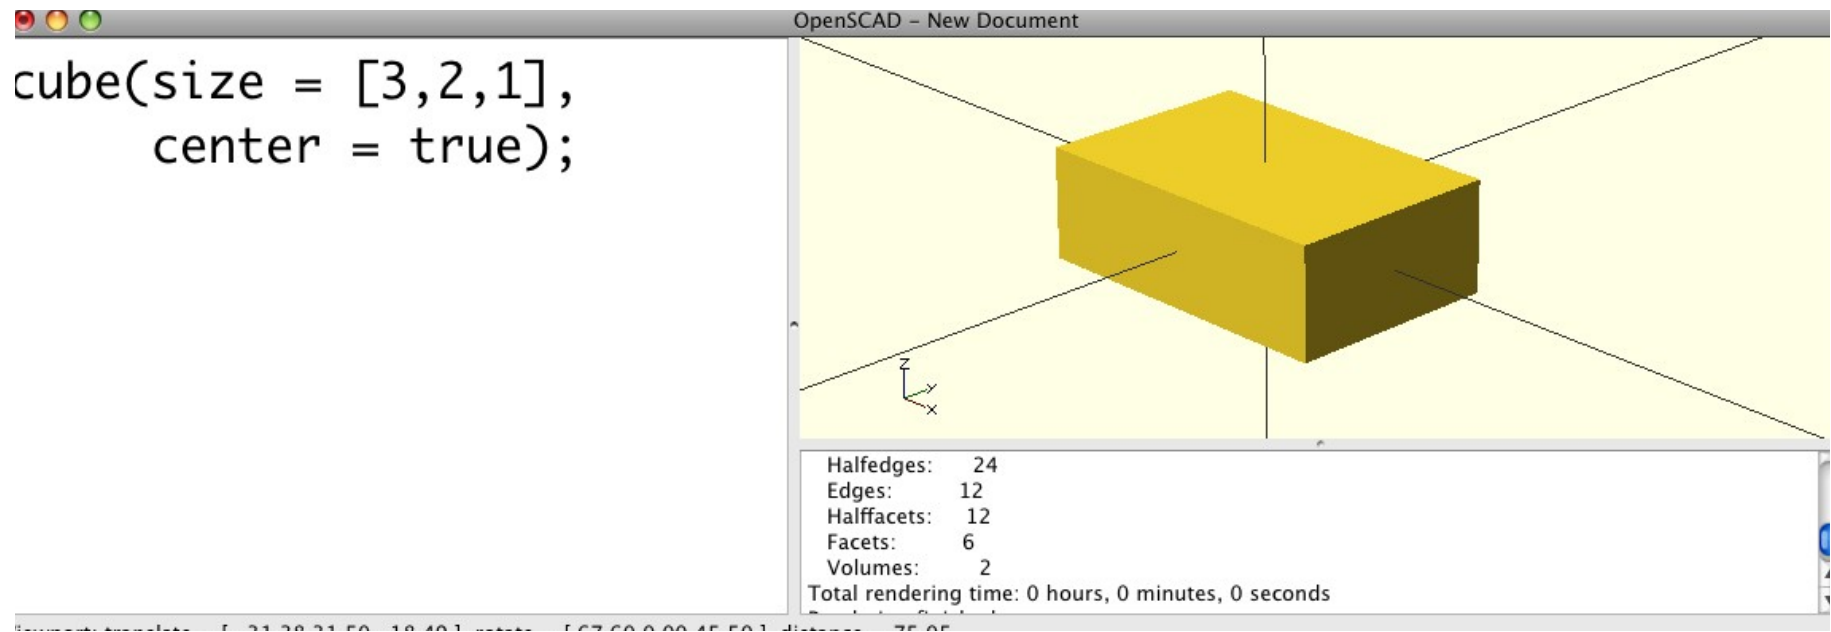 OpenSCAD – New Document
cube(size = [3,2,1],
center = true);
Z
Y
X
Halfedges: 24
Edges: 12
Halffacets: 12
Facets: 6
Volumes: 2
Total rendering time: 0 hours, 0 minutes, 0 seconds